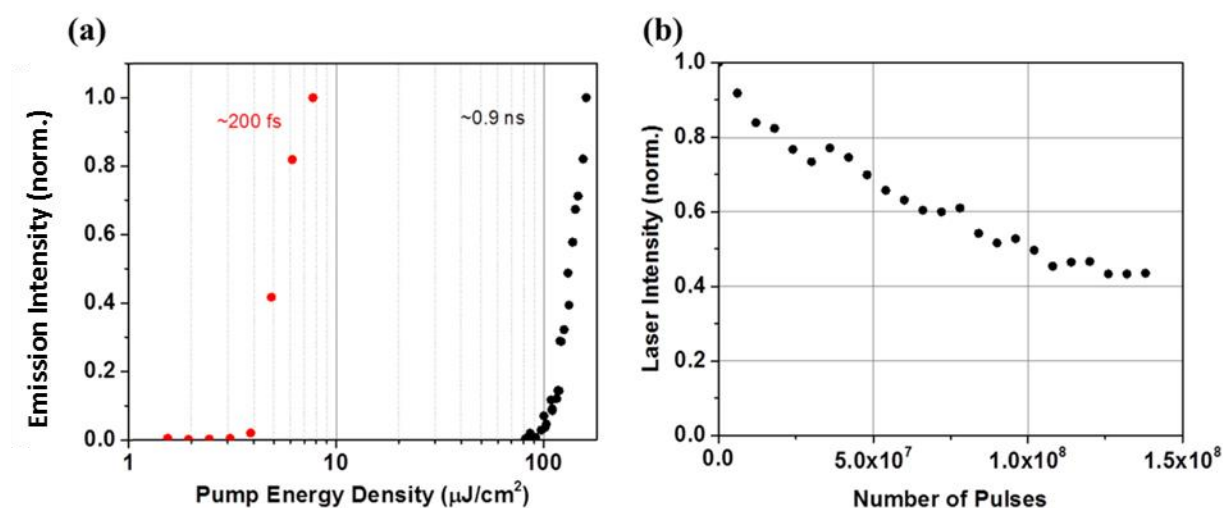 (a)
Emission Intensity (norm.)
1.0
0.8
0.6
0.4
0.2
0.0
~200 fs
~0.9 ns
1
10
100
Pump Energy Density (μJ/cm²)
(b)
Laser Intensity (norm.)
1.0
0.8
0.6
0.4
0.2
0.0
0.0
5.0x10⁷
1.0x10⁸
1.5x10⁸
Number of Pulses